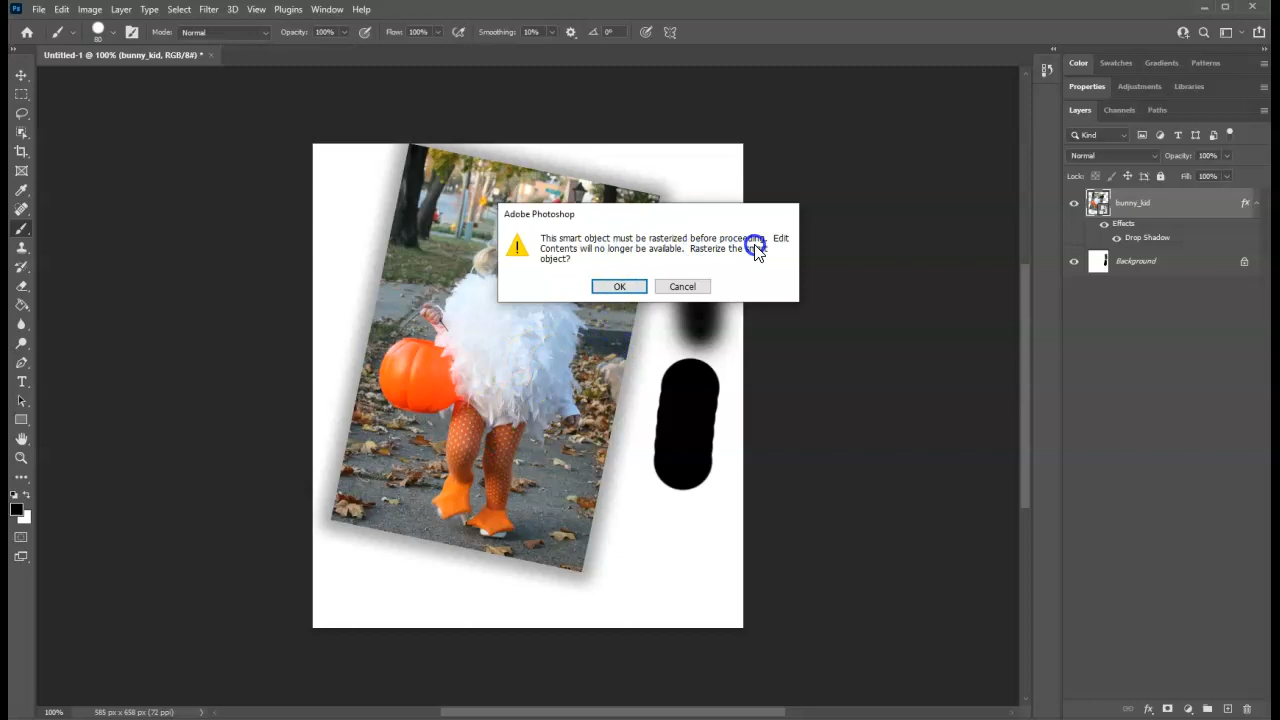 Ps File Edit Image Layer Type Select Filter 3D View Plugins Window Help
60 Mode: Normal Opacity: 100% Flow: 100% Smoothing: 10% 0°
Untitled-1 @ 100% (bunny_kid, RGB/8#) * ×
Color Swatches Gradients Patterns
Properties Adjustments Libraries
Layers Channels Paths
Kind
Normal Opacity: 100%
Lock: Fill: 100%
bunny_kid fx
Effects
Drop Shadow
Background
Adobe Photoshop
This smart object must be rasterized before proceeding. Edit
Contents will no longer be available. Rasterize the
object?
OK Cancel
100% 585 px x 658 px (72 ppi)